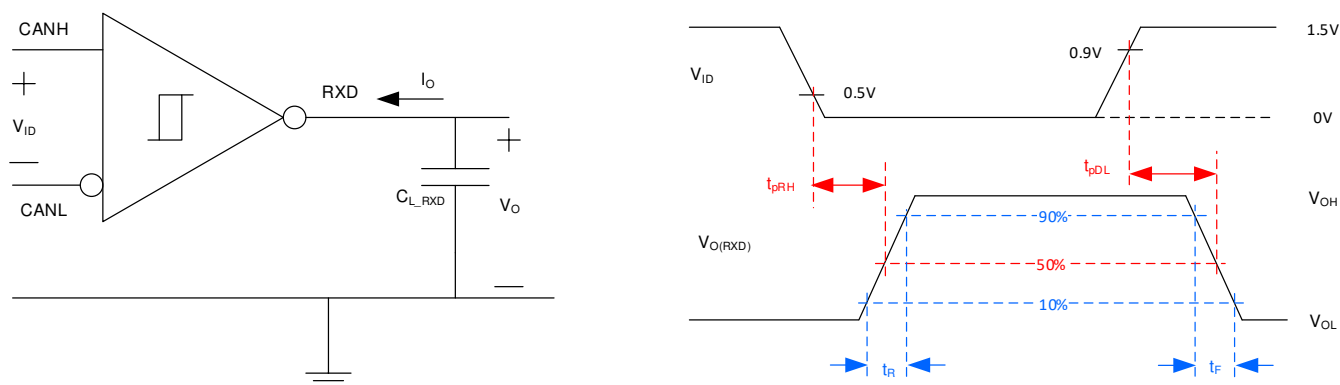 CANH
+
V_ID
—
CANL
RXD
I_O
C_L_RXD
+
V_O
—
V_ID
0.5V
0.9V
1.5V
0V
t_pRH
t_pDL
V_O(RXD)
90%
50%
10%
V_OH
V_OL
t_R
t_F